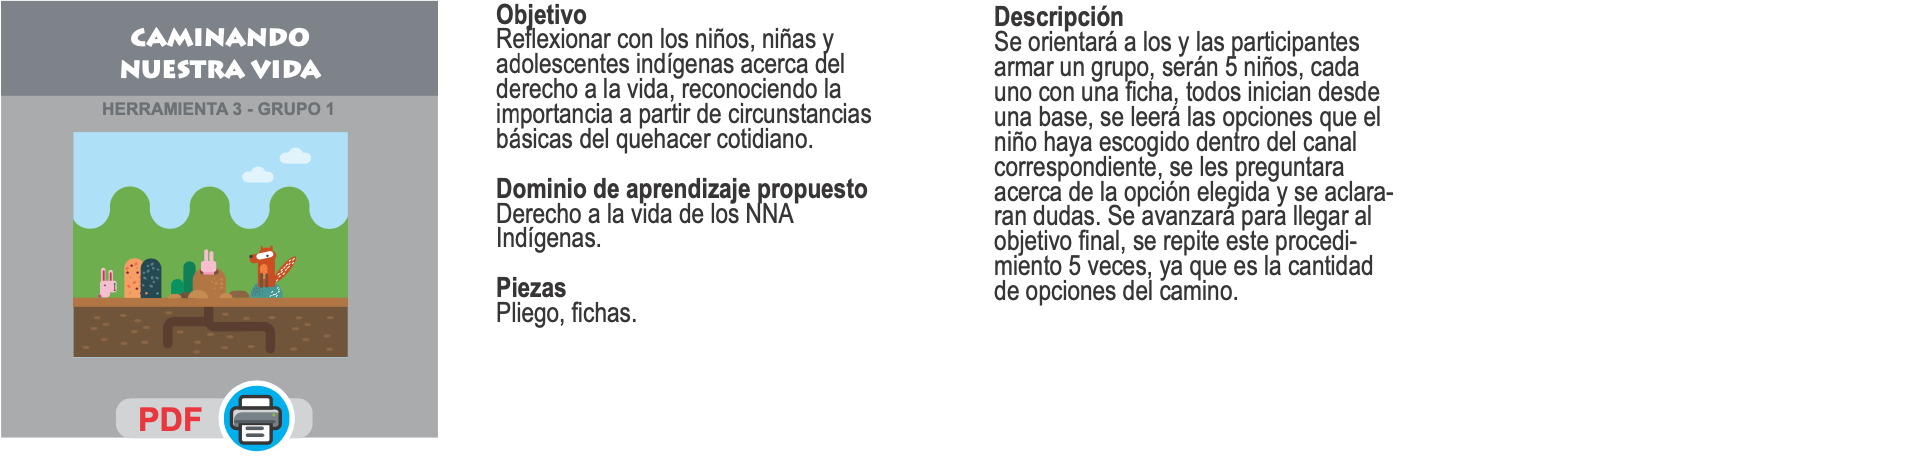 CAMINANDO
NUESTRA VIDA
HERRAMIENTA 3 - GRUPO 1
PDF
Objetivo
Reflexionar con los niños, niñas y
adolescentes indígenas acerca del
derecho a la vida, reconociendo la
importancia a partir de circunstancias
básicas del quehacer cotidiano.
Dominio de aprendizaje propuesto
Derecho a la vida de los NNA
Indígenas.
Piezas
Pliego, fichas.
Descripción
Se orientará a los y las participantes
armar un grupo, serán 5 niños, cada
uno con una ficha, todos inician desde
una base, se leerá las opciones que el
niño haya escogido dentro del canal
correspondiente, se les preguntara
acerca de la opción elegida y se aclara-
ran dudas. Se avanzará para llegar al
objetivo final, se repite este procedi-
miento 5 veces, ya que es la cantidad
de opciones del camino.